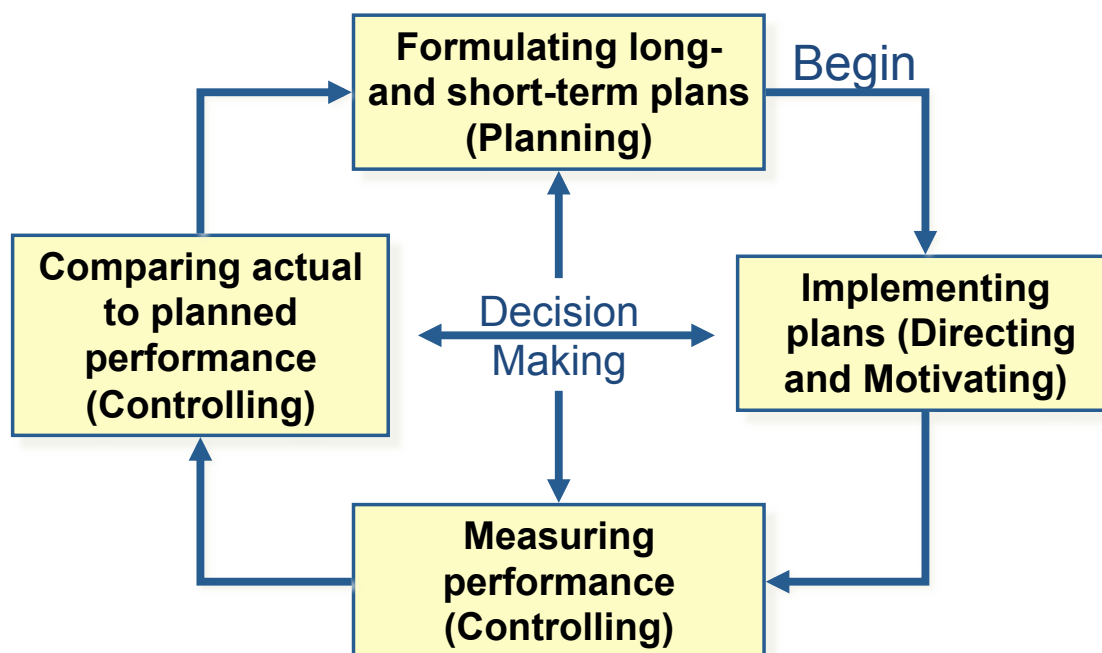 Formulating long-
and short-term plans
(Planning)
Begin
Comparing actual
to planned
performance
(Controlling)
Decision
Making
Implementing
plans (Directing
and Motivating)
Measuring
performance
(Controlling)